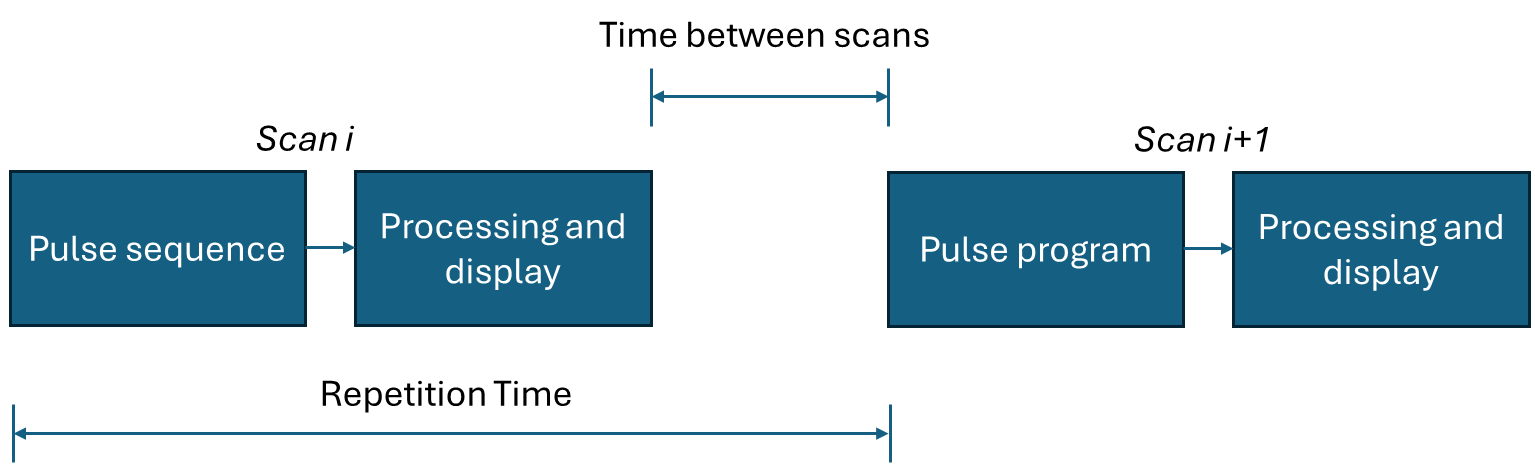 Time between scans
Scan i
Scan i+1
Pulse sequence
Processing and
display
Pulse program
Processing and
display
Repetition Time